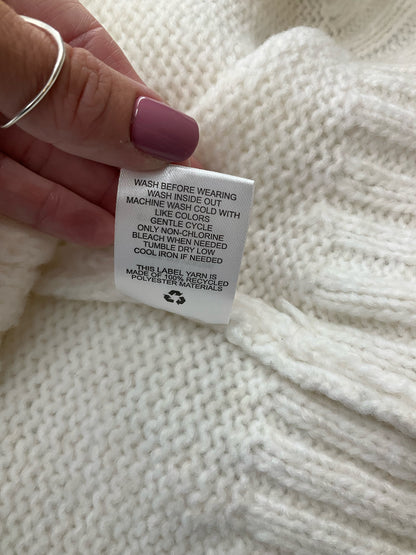 WASH BEFORE WEARING
WASH INSIDE OUT
MACHINE WASH COLD WITH
LIKE COLORS
GENTLE CYCLE
ONLY NON-CHLORINE
BLEACH WHEN NEEDED
TUMBLE DRY LOW
COOL IRON IF NEEDED
THIS LABEL YARN IS
MADE OF 100% RECYCLED
POLYESTER MATERIALS